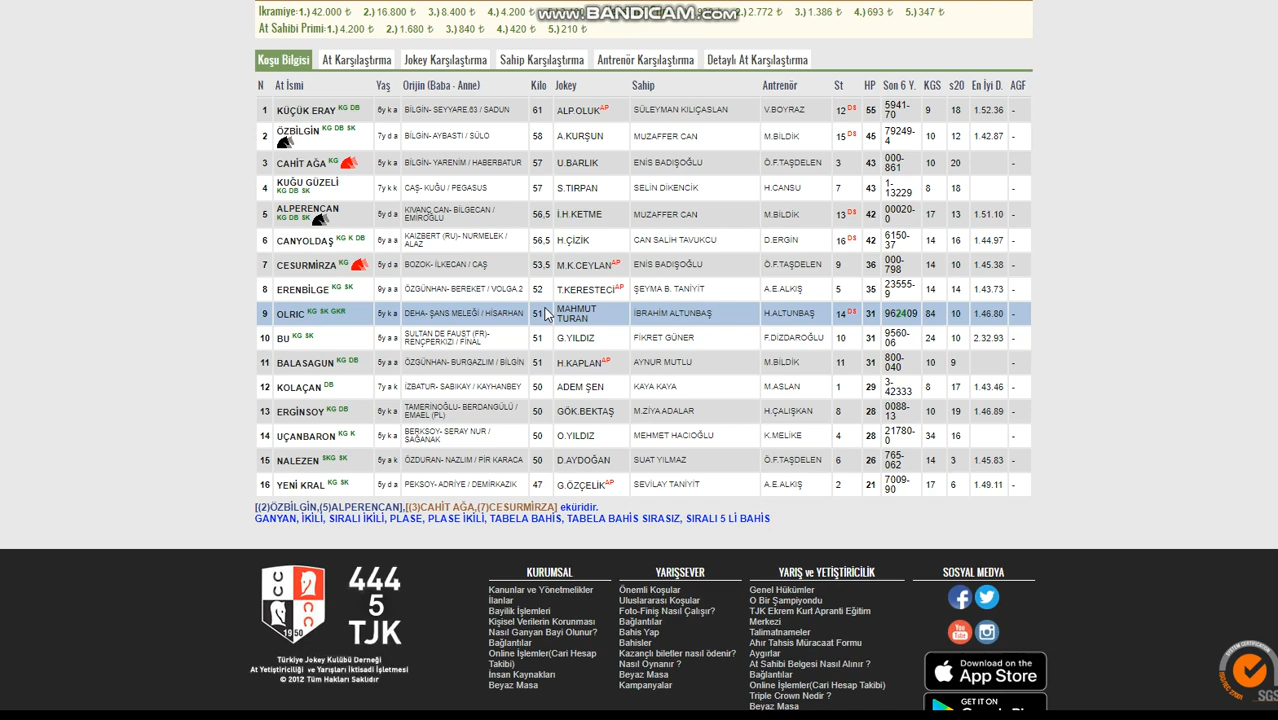 İkramiye: 1.) 42.000 ₺ 2.) 16.800 ₺ 3.) 8.400 ₺ 4.) 4.200 ₺ 2.) 2.772 ₺ 3.) 1.386 ₺ 4.) 693 ₺ 5.) 347 ₺
www.BANDICAM.com
At Sahibi Primi: 1.) 4.200 ₺ 2.) 1.680 ₺ 3.) 840 ₺ 4.) 420 ₺ 5.) 210 ₺
Koşu Bilgisi At Karşılaştırma Jokey Karşılaştırma Sahip Karşılaştırma Antrenör Karşılaştırma Detaylı At Karşılaştırma
N At İsmi Yaş Orijin (Baba - Anne) Kilo Jokey Sahip Antrenör St HP Son 6 Y. KGS s20 En İyi D. AGF
1 KÜÇÜK ERAY KG DB 6y k a BİLGİN- SEYYARE.63 / SADUN 61 ALP.OLUK AP SÜLEYMAN KILIÇASLAN V.BOYRAZ 12 DS 55 5941-70 9 18 1.52.36 -
2 ÖZBİLGİN KG DB SK 7y d a BİLGİN- AYBASTI / SÜLO 58 A.KURŞUN MUZAFFER CAN M.BİLDİK 15 DS 45 79249-4 10 12 1.42.87 -
3 CAHİT AĞA KG 5y k a BİLGİN- YARENİM / HABERBATUR 57 U.BARLIK ENİS BADIŞOĞLU Ö.F.TAŞDELEN 3 43 000-861 10 20 -
4 KUĞU GÜZELİ KG DB SK 7y k k CAŞ- KUĞU / PEGASUS 57 S.TIRPAN SELİN DİKENCİK H.CANSU 7 43 1-13229 8 18 -
5 ALPERENCAN KG DB SK 5y d a KIVANÇ CAN- BİLGECAN / EMİROĞLU 56,5 İ.H.KETME MUZAFFER CAN M.BİLDİK 13 DS 42 00020-0 17 13 1.51.10 -
6 CANYOLDAŞ KG K DB 6y a a KAIZBERT (RU)- NURMELEK / ALAZ 56,5 H.ÇİZİK CAN SALİH TAVUKCU D.ERGİN 16 DS 42 6150-37 14 16 1.44.97 -
7 CESURMİRZA KG 5y d a BOZOK- İLKECAN / CAŞ 53,5 M.K.CEYLAN AP ENİS BADIŞOĞLU Ö.F.TAŞDELEN 9 36 000-798 14 10 1.45.38 -
8 ERENBİLGE KG SK 9y a a ÖZGÜNHAN- BEREKET / VOLGA.2 52 T.KERESTECİ AP ŞEYMA B. TANİYİT A.E.ALKIŞ 5 35 23555-9 14 14 1.43.73 -
9 OLRIC KG SK GKR 5y k a DEHA- ŞANS MELEĞİ / HİSARHAN 51 MAHMUT TURAN İBRAHİM ALTUNBAŞ H.ALTUNBAŞ 14 DS 31 962409 84 10 1.46.80 -
10 BU KG SK 5y a a SULTAN DE FAUST (FR)- RENÇPERKIZI / FİNAL 51 G.YILDIZ FİKRET GÜNER F.DİZDAROĞLU 10 31 9560-06 24 10 2.32.93 -
11 BALASAGUN KG DB 5y a a ÖZGÜNHAN- BURGAZLIM / BİLGİN 51 H.KAPLAN AP AYNUR MUTLU M.BİLDİK 11 31 800-040 10 9 -
12 KOLAÇAN DB 7y a k İZBATUR- SABIKAY / KAYHANBEY 50 ADEM ŞEN KAYA KAYA M.ASLAN 1 29 3-42333 8 17 1.43.46 -
13 ERGİNSOY KG DB 5y k a TAMERİNOĞLU- BERDANGÜLÜ / EMAEL (PL) 50 GÖK.BEKTAŞ M.ZİYA ADALAR H.ÇALIŞKAN 8 28 0088-13 10 19 1.46.89 -
14 UÇANBARON KG K 5y k a BERKSOY- SERAY NUR / SAĞANAK 50 O.YILDIZ MEHMET HACIOĞLU K.MELİKE 4 28 21780-0 34 16 -
15 NALEZEN SKG SK 5y a k ÖZDURAN- NAZLIM / PİR KARACA 50 D.AYDOĞAN SUAT YILMAZ Ö.F.TAŞDELEN 6 26 765-062 14 3 1.45.83 -
16 YENİ KRAL KG SK 5y d a PEKSOY- ADRİYE / DEMİRKAZIK 47 G.ÖZÇELİK AP SEVİLAY TANİYİT A.E.ALKIŞ 2 21 7009-90 17 6 1.49.11 -
[(2)ÖZBİLGİN,(5)ALPERENCAN],[(3)CAHİT AĞA,(7)CESURMİRZA] eküridir.
GANYAN, İKİLİ, SIRALI İKİLİ, PLASE, PLASE İKİLİ, TABELA BAHİS, TABELA BAHİS SIRASIZ, SIRALI 5 Lİ BAHİS
1950
444
5
TJK
Türkiye Jokey Kulübü Derneği
At Yetiştiriciliği ve Yarışları İktisadi İşletmesi
© 2012 Tüm Hakları Saklıdır
KURUMSAL
Kanunlar ve Yönetmelikler
İlanlar
Bayilik İşlemleri
Kişisel Verilerin Korunması
Nasıl Ganyan Bayi Olunur?
Bağlantılar
Online İşlemler(Cari Hesap
Takibi)
İnsan Kaynakları
Beyaz Masa
YARIŞSEVER
Önemli Koşular
Uluslararası Koşular
Foto-Finiş Nasıl Çalışır?
Bağlantılar
Bahis Yap
Bahisler
Kazançlı biletler nasıl ödenir?
Nasıl Oynanır ?
Beyaz Masa
Kampanyalar
YARIŞ ve YETİŞTİRİCİLİK
Genel Hükümler
O Bir Şampiyondu
TJK Ekrem Kurt Apranti Eğitim
Merkezi
Talimatnameler
Ahır Tahsis Müracaat Formu
Aygırlar
At Sahibi Belgesi Nasıl Alınır ?
Bağlantılar
Online İşlemler(Cari Hesap Takibi)
Triple Crown Nedir ?
Beyaz Masa
SOSYAL MEDYA
You Tube
Download on the
App Store
GET IT ON
SYSTEM CERTIFICATION
SGS